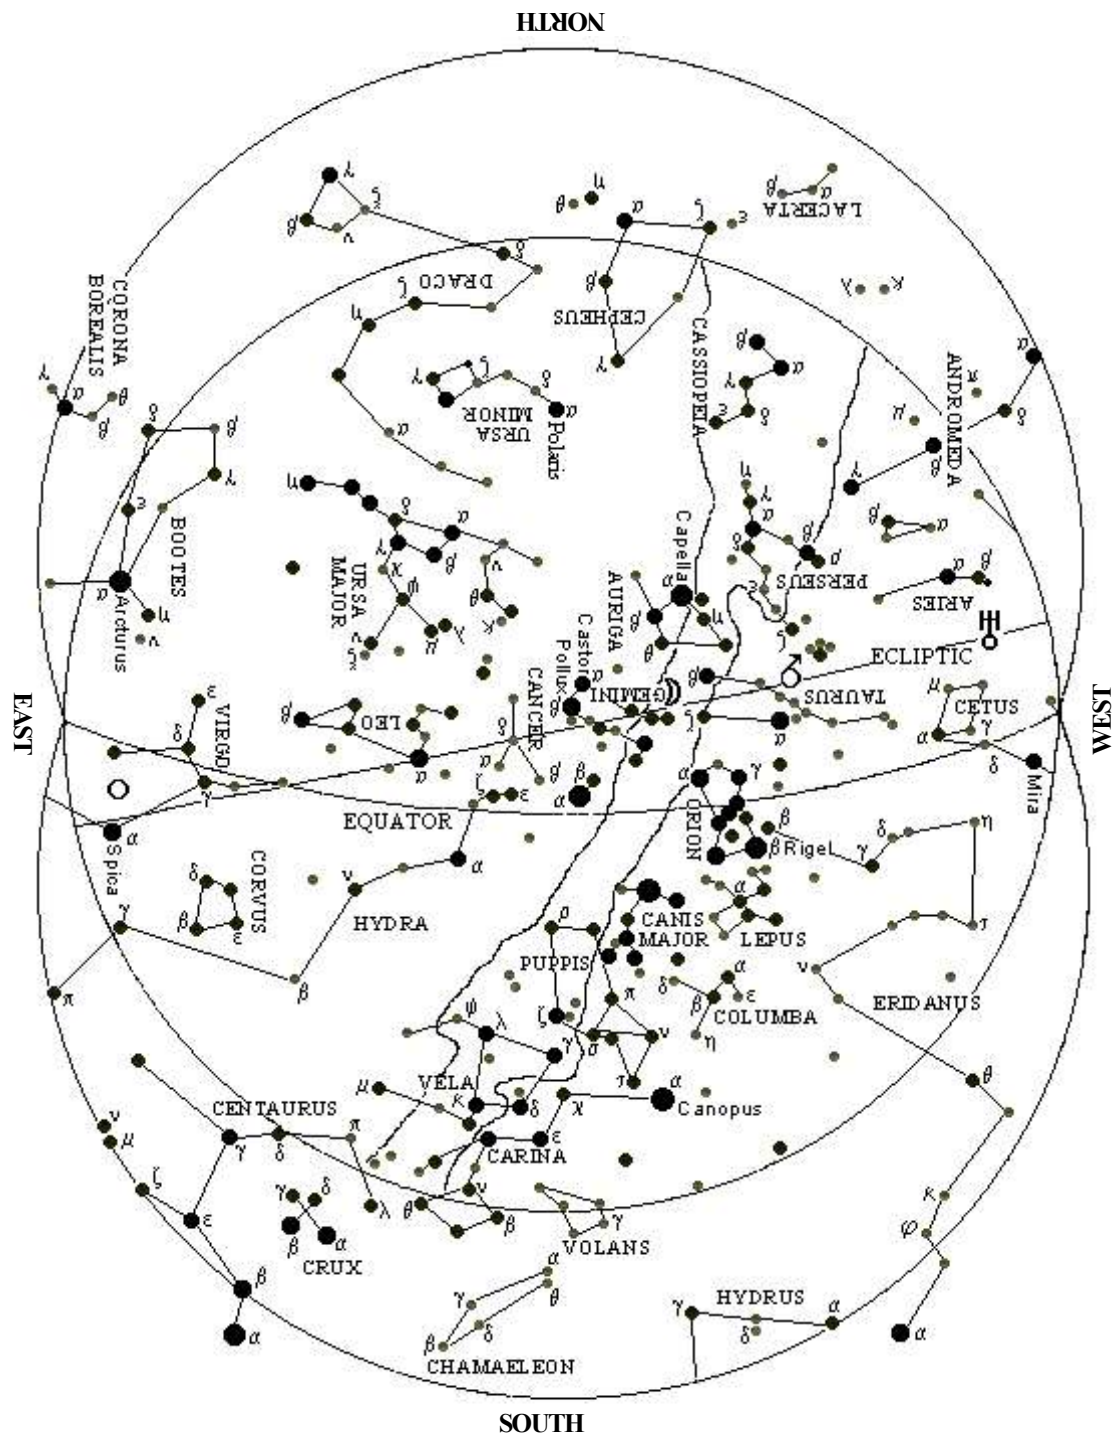 NORTH
LACERTA
DRACO
CEPHEUS
CORONA
BOREALIS
CASSIOPEIA
ANDROMEDA
URSA
MINOR
Polaris
BOOTES
Arcturus
URSA
MAJOR
Capella
PERSEUS
AURIGA
ARIES
Castor
Pollux
GEMINI
ECLIPTIC
TAURUS
CETUS
EAST
WEST
VIRGO
LEO
CANCER
Mira
EQUATOR
ORION
β Rigel
Spica
CORVUS
HYDRA
CANIS
MAJOR
LEPUS
PUPPIS
COLUMBA
ERIDANUS
VELA
CENTAURUS
Canopus
CARINA
CRUX
VOLANS
CHAMAELEON
HYDRUS
SOUTH